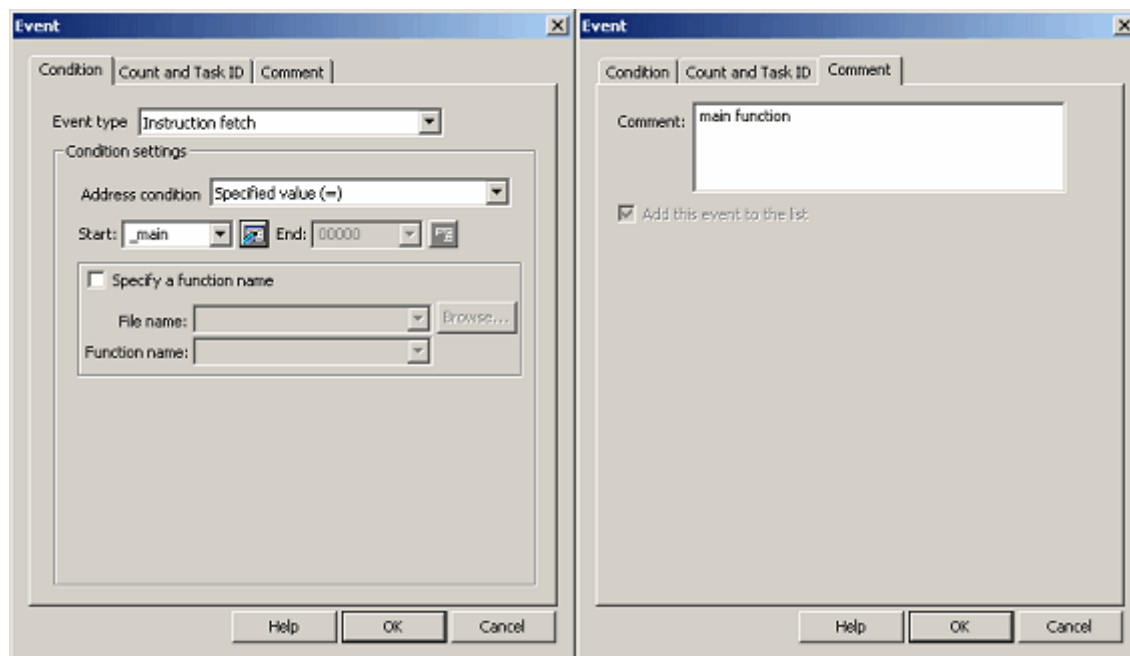 Event
Condition Count and Task ID Comment
Event type Instruction fetch
Condition settings
Address condition Specified value (=)
Start: _main End: 00000
Specify a function name
File name: Browse...
Function name:
Help OK Cancel
Event
Condition Count and Task ID Comment
Comment: main function
Add this event to the list
Help OK Cancel